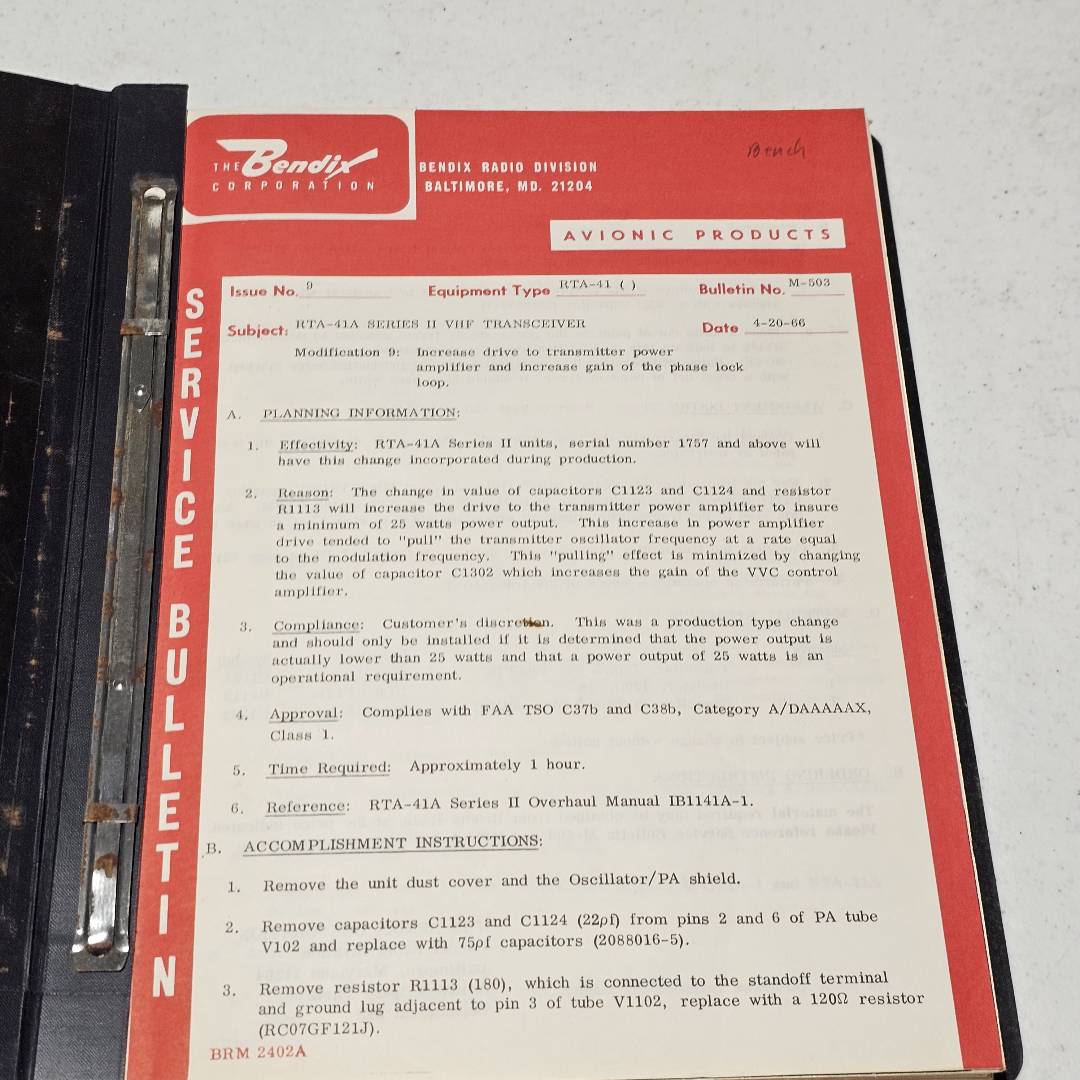 THE Bendix
CORPORATION
BENDIX RADIO DIVISION
BALTIMORE, MD. 21204
Bench
AVIONIC PRODUCTS
SERVICE BULLETIN
Issue No. 9 Equipment Type RTA-41 ( ) Bulletin No. M-503
Subject: RTA-41A SERIES II VHF TRANSCEIVER Date 4-20-66
Modification 9: Increase drive to transmitter power
amplifier and increase gain of the phase lock
loop.
A. PLANNING INFORMATION:
1. Effectivity: RTA-41A Series II units, serial number 1757 and above will
have this change incorporated during production.
2. Reason: The change in value of capacitors C1123 and C1124 and resistor
R1113 will increase the drive to the transmitter power amplifier to insure
a minimum of 25 watts power output. This increase in power amplifier
drive tended to "pull" the transmitter oscillator frequency at a rate equal
to the modulation frequency. This "pulling" effect is minimized by changing
the value of capacitor C1302 which increases the gain of the VVC control
amplifier.
3. Compliance: Customer's discretion. This was a production type change
and should only be installed if it is determined that the power output is
actually lower than 25 watts and that a power output of 25 watts is an
operational requirement.
4. Approval: Complies with FAA TSO C37b and C38b, Category A/DAAAAAX,
Class 1.
5. Time Required: Approximately 1 hour.
6. Reference: RTA-41A Series II Overhaul Manual IB1141A-1.
B. ACCOMPLISHMENT INSTRUCTIONS:
1. Remove the unit dust cover and the Oscillator/PA shield.
2. Remove capacitors C1123 and C1124 (22ρf) from pins 2 and 6 of PA tube
V102 and replace with 75ρf capacitors (2088016-5).
3. Remove resistor R1113 (180), which is connected to the standoff terminal
and ground lug adjacent to pin 3 of tube V1102, replace with a 120Ω resistor
(RC07GF121J).
BRM 2402A